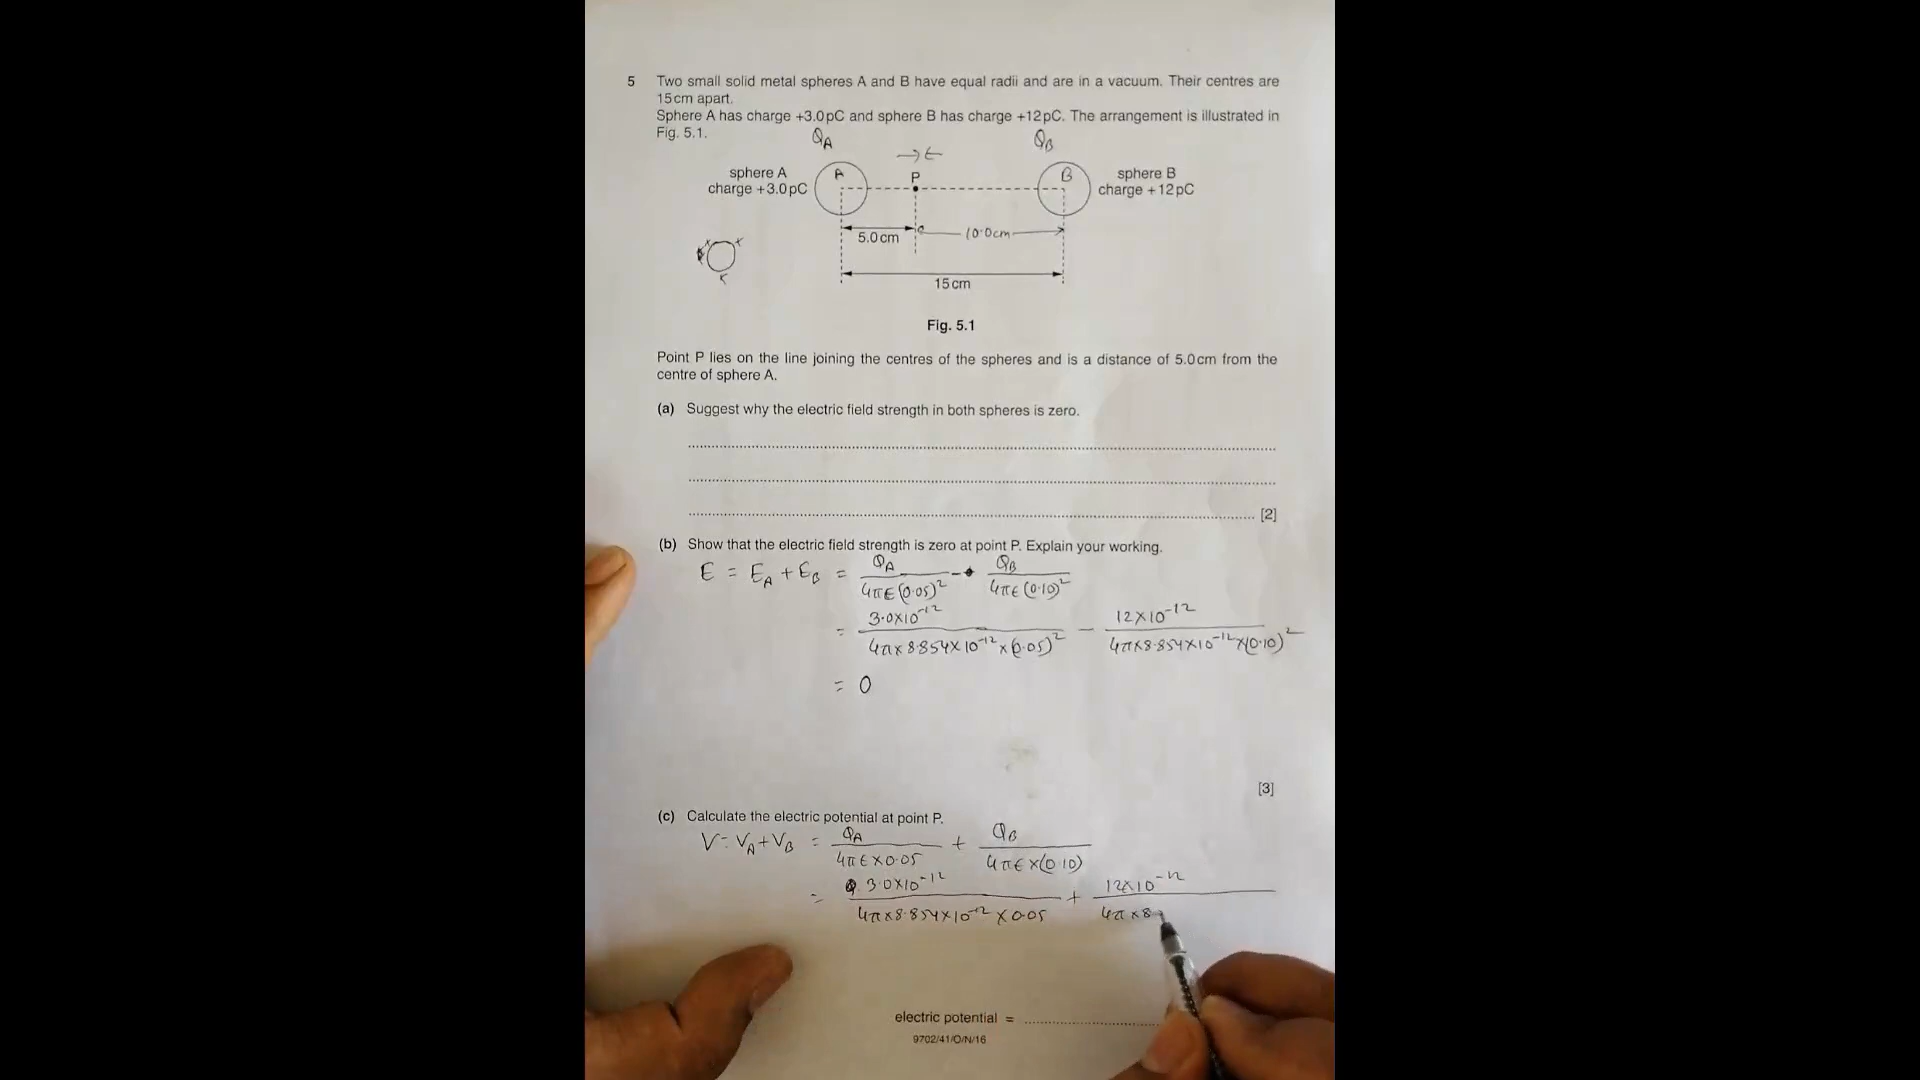 5 Two small solid metal spheres A and B have equal radii and are in a vacuum. Their centres are
15 cm apart.
Sphere A has charge +3.0 pC and sphere B has charge +12 pC. The arrangement is illustrated in
Fig. 5.1.
Q_A Q_B
→ E
sphere A
charge +3.0 pC
A
P
B
sphere B
charge +12 pC
5.0 cm
10.0cm
15 cm
Fig. 5.1
Point P lies on the line joining the centres of the spheres and is a distance of 5.0 cm from the
centre of sphere A.
(a) Suggest why the electric field strength in both spheres is zero.
[2]
(b) Show that the electric field strength is zero at point P. Explain your working.
E = E_A + E_B = Q_A / 4πε(0.05)² - Q_B / 4πε(0.10)²
= 3.0×10⁻¹² / 4π×8.854×10⁻¹²×(0.05)² - 12×10⁻¹² / 4π×8.854×10⁻¹²×(0.10)²
= 0
[3]
(c) Calculate the electric potential at point P.
V = V_A + V_B = Q_A / 4πε×0.05 + Q_B / 4πε×(0.10)
= 3.0×10⁻¹² / 4π×8.854×10⁻¹²×0.05 + 12×10⁻¹² / 4π×8
electric potential =
9702/41/O/N/16